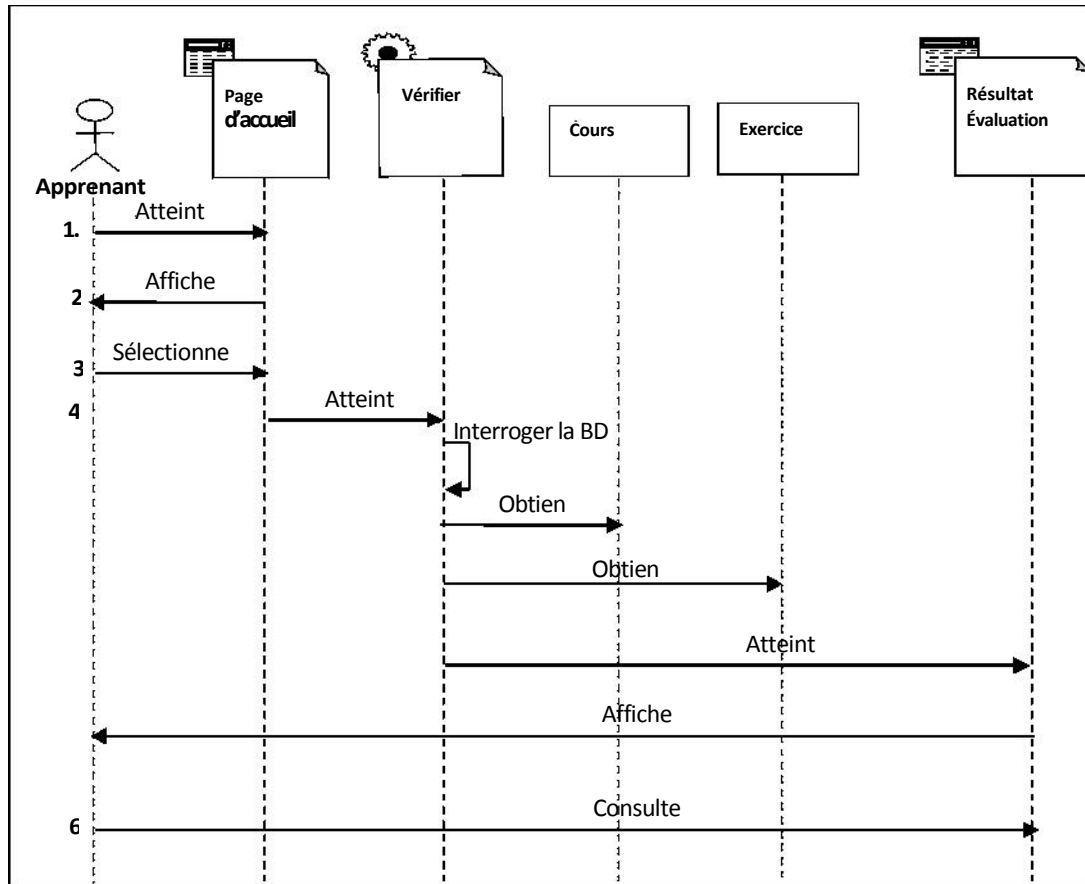 Page
d'accueil
Vérifier
Cours
Exercice
Résultat
Évaluation
Apprenant
1. Atteint
2 Affiche
3 Sélectionne
4 Atteint
Interroger la BD
Obtien
Obtien
Atteint
Affiche
6 Consulte